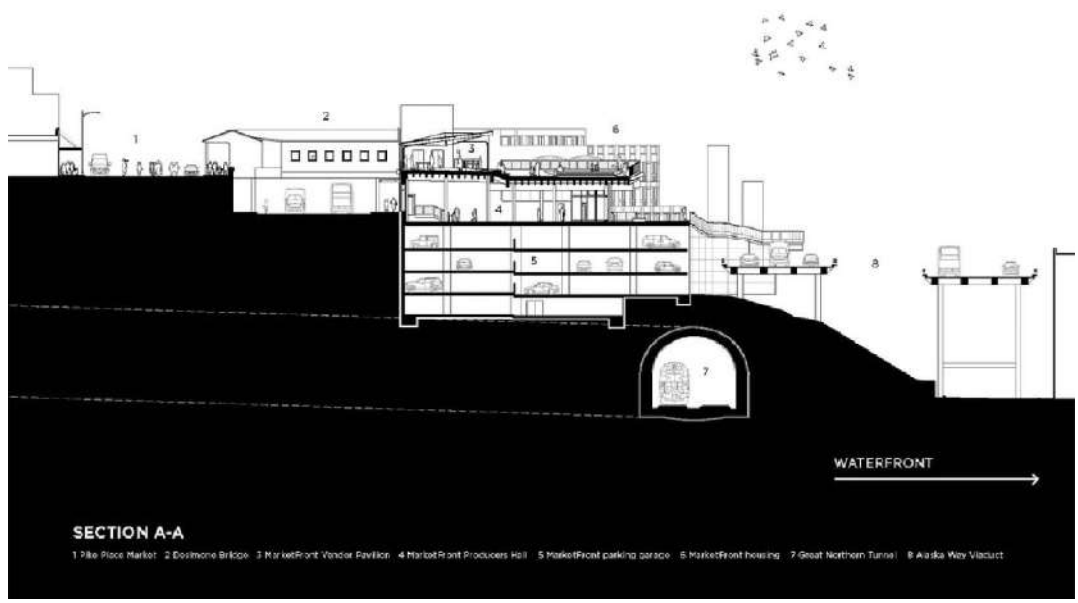 2
1
6
3
4
5
8
7
WATERFRONT
SECTION A-A
1 Pike Place Market 2 Desimone Bridge 3 MarketFront Vendor Pavilion 4 MarketFront Producers Hall 5 MarketFront parking garage 6 MarketFront housing 7 Great Northern Tunnel 8 Alaska Way Viaduct